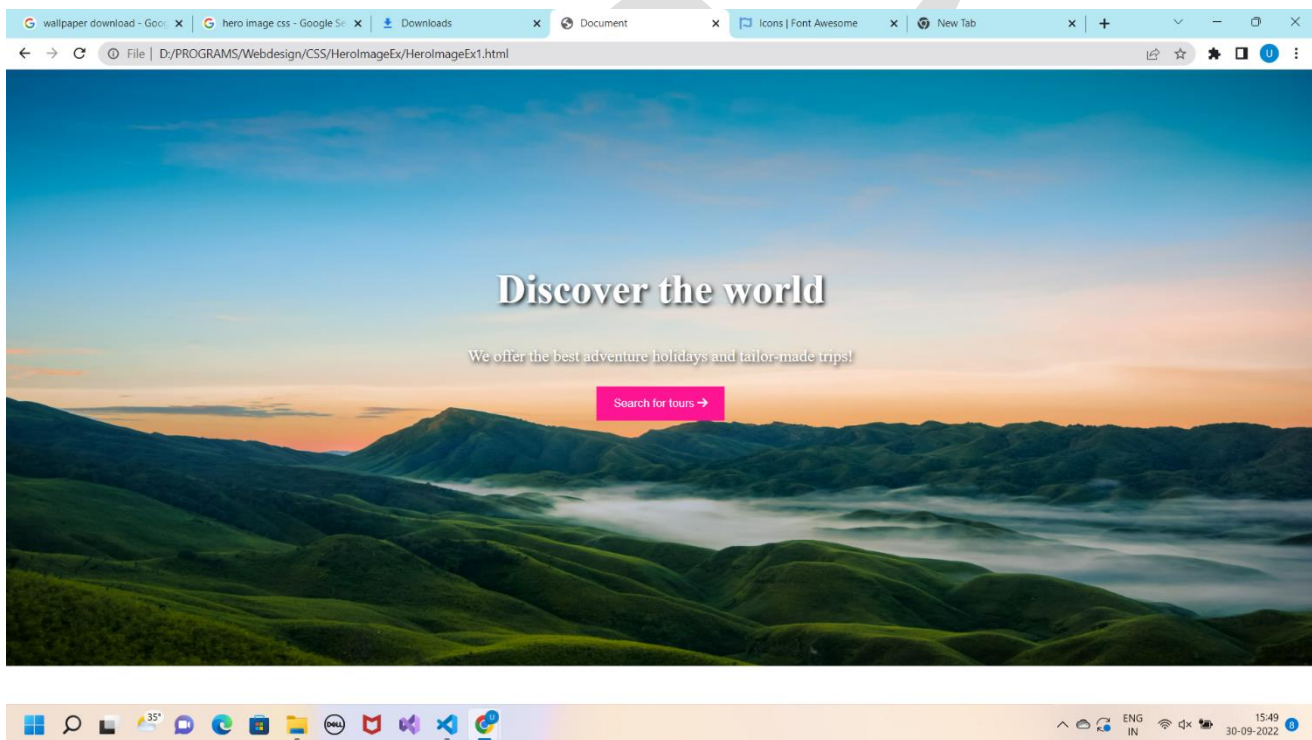 wallpaper download - Goog
hero image css - Google Se
Downloads
Document
Icons | Font Awesome
New Tab
File | D:/PROGRAMS/Webdesign/CSS/HeroImageEx/HeroImageEx1.html
U
Discover the world
We offer the best adventure holidays and tailor-made trips!
Search for tours →
35°
DELL
U
ENG
IN
15:49
30-09-2022
8